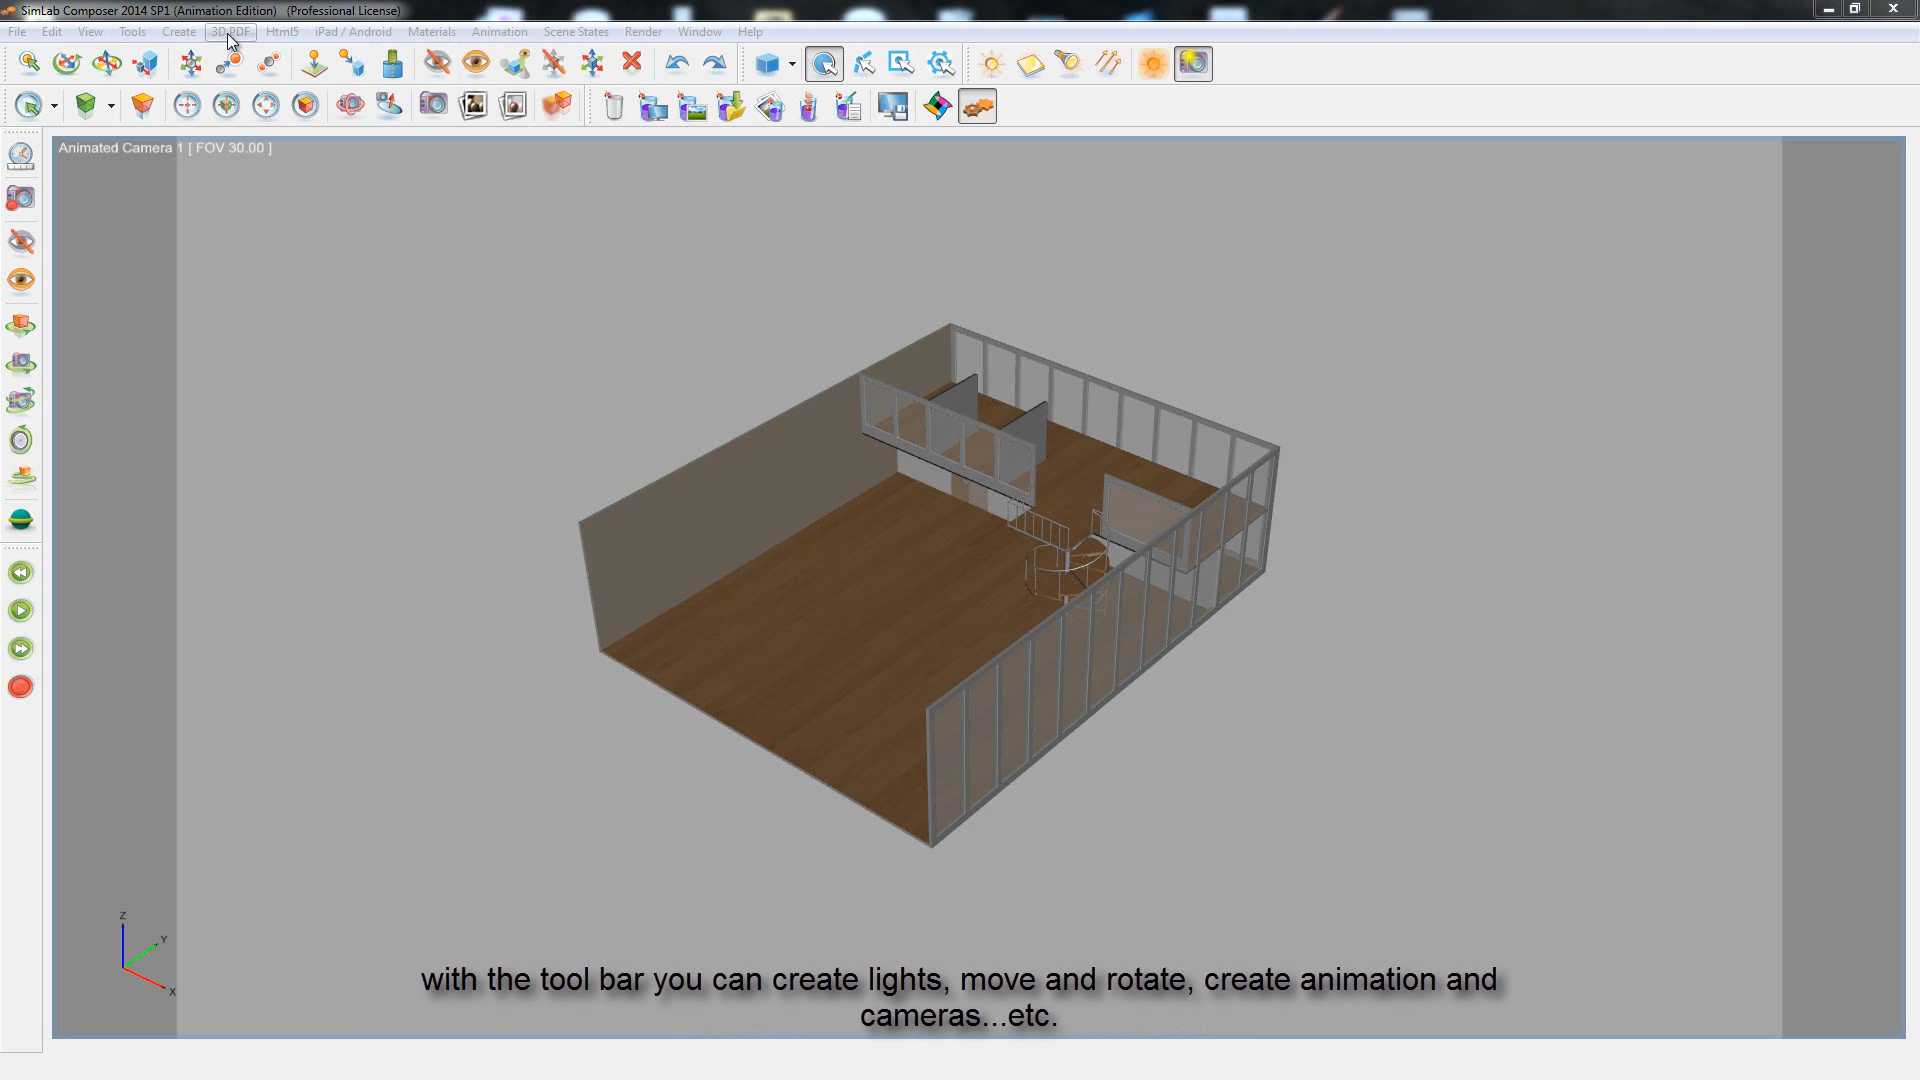 SimLab Composer 2014 SP1 (Animation Edition)   (Professional License)
File Edit View Tools Create 3D PDF Html5 iPad / Android Materials Animation Scene States Render Window Help
Animated Camera 1 [ FOV 30.00 ]
Z
Y
X
with the tool bar you can create lights, move and rotate, create animation and
cameras...etc.